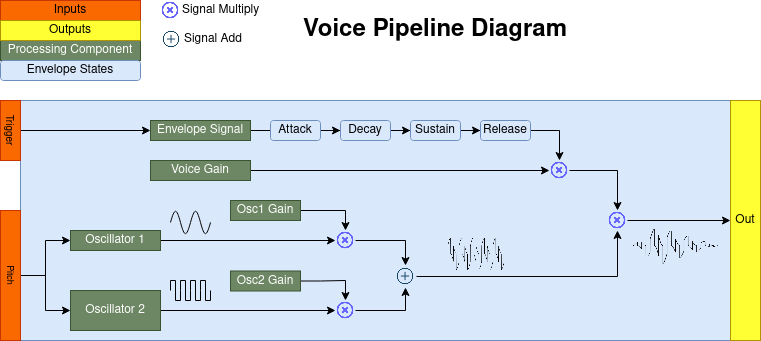 Inputs
Outputs
Processing Component
Envelope States
Signal Multiply
Signal Add
Voice Pipeline Diagram
Trigger
Envelope Signal
Attack
Decay
Sustain
Release
Voice Gain
Osc1 Gain
Oscillator 1
Out
Pitch
Osc2 Gain
Oscillator 2